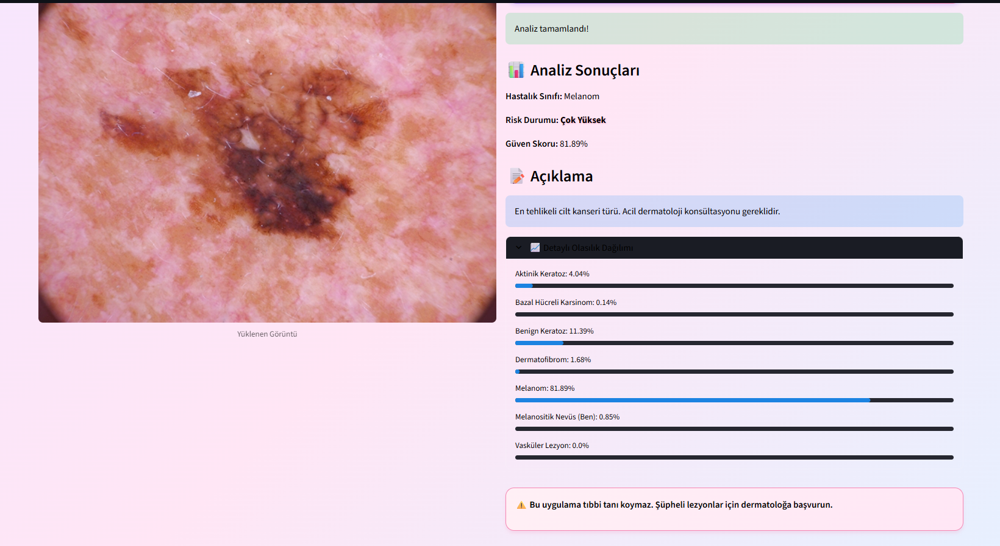 Analiz tamamlandı!
Analiz Sonuçları
Hastalık Sınıfı: Melanom
Risk Durumu: Çok Yüksek
Güven Skoru: 81.89%
Açıklama
En tehlikeli cilt kanseri türü. Acil dermatoloji konsültasyonu gereklidir.
Detaylı Olasılık Dağılımı
Aktinik Keratoz: 4.04%
Bazal Hücreli Karsinom: 0.14%
Benign Keratoz: 11.39%
Dermatofibrom: 1.68%
Melanom: 81.89%
Melanositik Nevüs (Ben): 0.85%
Vasküler Lezyon: 0.0%
Bu uygulama tıbbi tanı koymaz. Şüpheli lezyonlar için dermatoloğa başvurun.
Yüklenen Görüntü